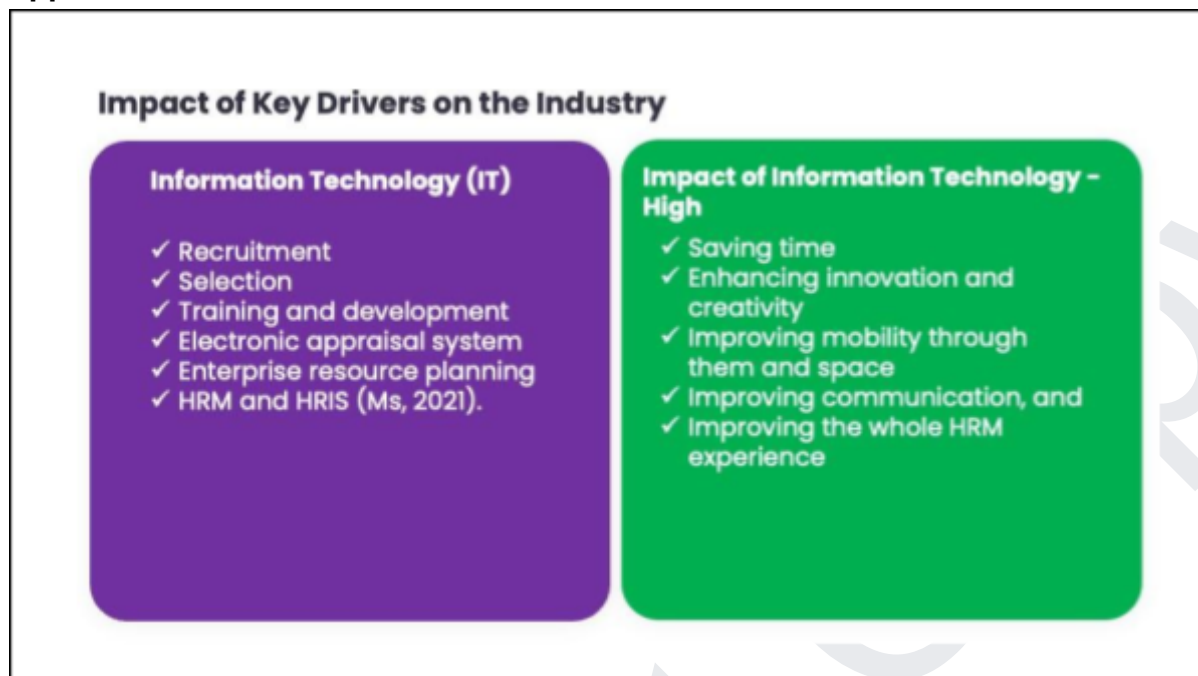 Impact of Key Drivers on the Industry
Information Technology (IT)
✓ Recruitment
✓ Selection
✓ Training and development
✓ Electronic appraisal system
✓ Enterprise resource planning
✓ HRM and HRIS (Ms, 2021).
Impact of Information Technology -
High
✓ Saving time
✓ Enhancing innovation and
creativity
✓ Improving mobility through
them and space
✓ Improving communication, and
✓ Improving the whole HRM
experience